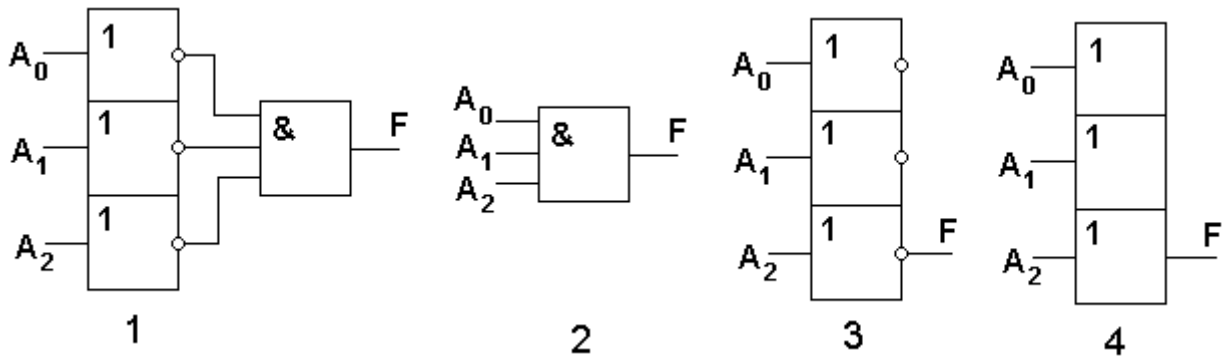 A₀ 1
A₁ 1 & F
A₂ 1
1
A₀
A₁ & F
A₂
2
A₀ 1
A₁ 1
A₂ 1 F
3
A₀ 1
A₁ 1
A₂ 1 F
4